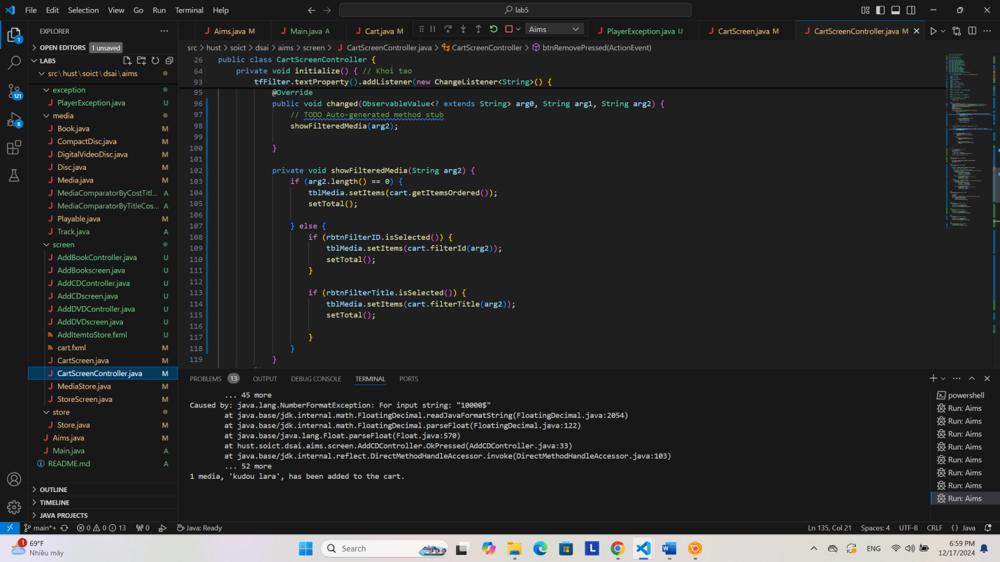 File Edit Selection View Go Run Terminal Help
lab5
EXPLORER
OPEN EDITORS 1 unsaved
LAB5
src\hust\soict\dsai\aims
exception
PlayerException.java U
media
Book.java M
CompactDisc.java M
DigitalVideoDisc.java M
Disc.java M
Media.java M
MediaComparatorByCostTitl... A
MediaComparatorByTitleCos... A
Playable.java M
Track.java A
screen
AddBookController.java U
AddBookscreen.java U
AddCDController.java U
AddCDscreen.java U
AddDVDController.java U
AddDVDscreen.java U
AddItemtoStore.fxml U
cart.fxml M
CartScreen.java M
CartScreenController.java M
MediaStore.java M
StoreScreen.java M
store
Store.java M
Aims.java M
Main.java A
README.md A
OUTLINE
TIMELINE
JAVA PROJECTS
121
1
8
Aims.java M Main.java A Cart.java M Aims PlayerException.java U CartScreen.java M CartScreenController.java M
src > hust > soict > dsai > aims > screen > CartScreenController.java > CartScreenController > btnRemovePressed(ActionEvent)
26 public class CartScreenController {
64 private void initialize() { // Khoi tao
93 tfFilter.textProperty().addListener(new ChangeListener<String>() {
95 @Override
96 public void changed(ObservableValue<? extends String> arg0, String arg1, String arg2) {
97 // TODO Auto-generated method stub
98 showFilteredMedia(arg2);
99
100 }
101
102 private void showFilteredMedia(String arg2) {
103 if (arg2.length() == 0) {
104 tblMedia.setItems(cart.getItemsOrdered());
105 setTotal();
106
107 } else {
108 if (rbtnFilterID.isSelected()) {
109 tblMedia.setItems(cart.filterId(arg2));
110 setTotal();
111 }
112
113 if (rbtnFilterTitle.isSelected()) {
114 tblMedia.setItems(cart.filterTitle(arg2));
115 setTotal();
116
117 }
118 }
119 }
PROBLEMS 13 OUTPUT DEBUG CONSOLE TERMINAL PORTS
... 45 more
Caused by: java.lang.NumberFormatException: For input string: "10000$"
at java.base/jdk.internal.math.FloatingDecimal.readJavaFormatString(FloatingDecimal.java:2054)
at java.base/jdk.internal.math.FloatingDecimal.parseFloat(FloatingDecimal.java:122)
at java.base/java.lang.Float.parseFloat(Float.java:570)
at hust.soict.dsai.aims.screen.AddCDController.OkPressed(AddCDController.java:33)
at java.base/jdk.internal.reflect.DirectMethodHandleAccessor.invoke(DirectMethodHandleAccessor.java:103)
... 52 more
1 media, 'kudou lara', has been added to the cart.
powershell
Run: Aims
Run: Aims
Run: Aims
Run: Aims
Run: Aims
Run: Aims
Run: Aims
Run: Aims
main*+ 0 0 13 0 Java: Ready Ln 135, Col 21 Spaces: 4 UTF-8 CRLF {} Java
1 69°F
Nhiều mây
Search
L
ENG
6:59 PM
12/17/2024